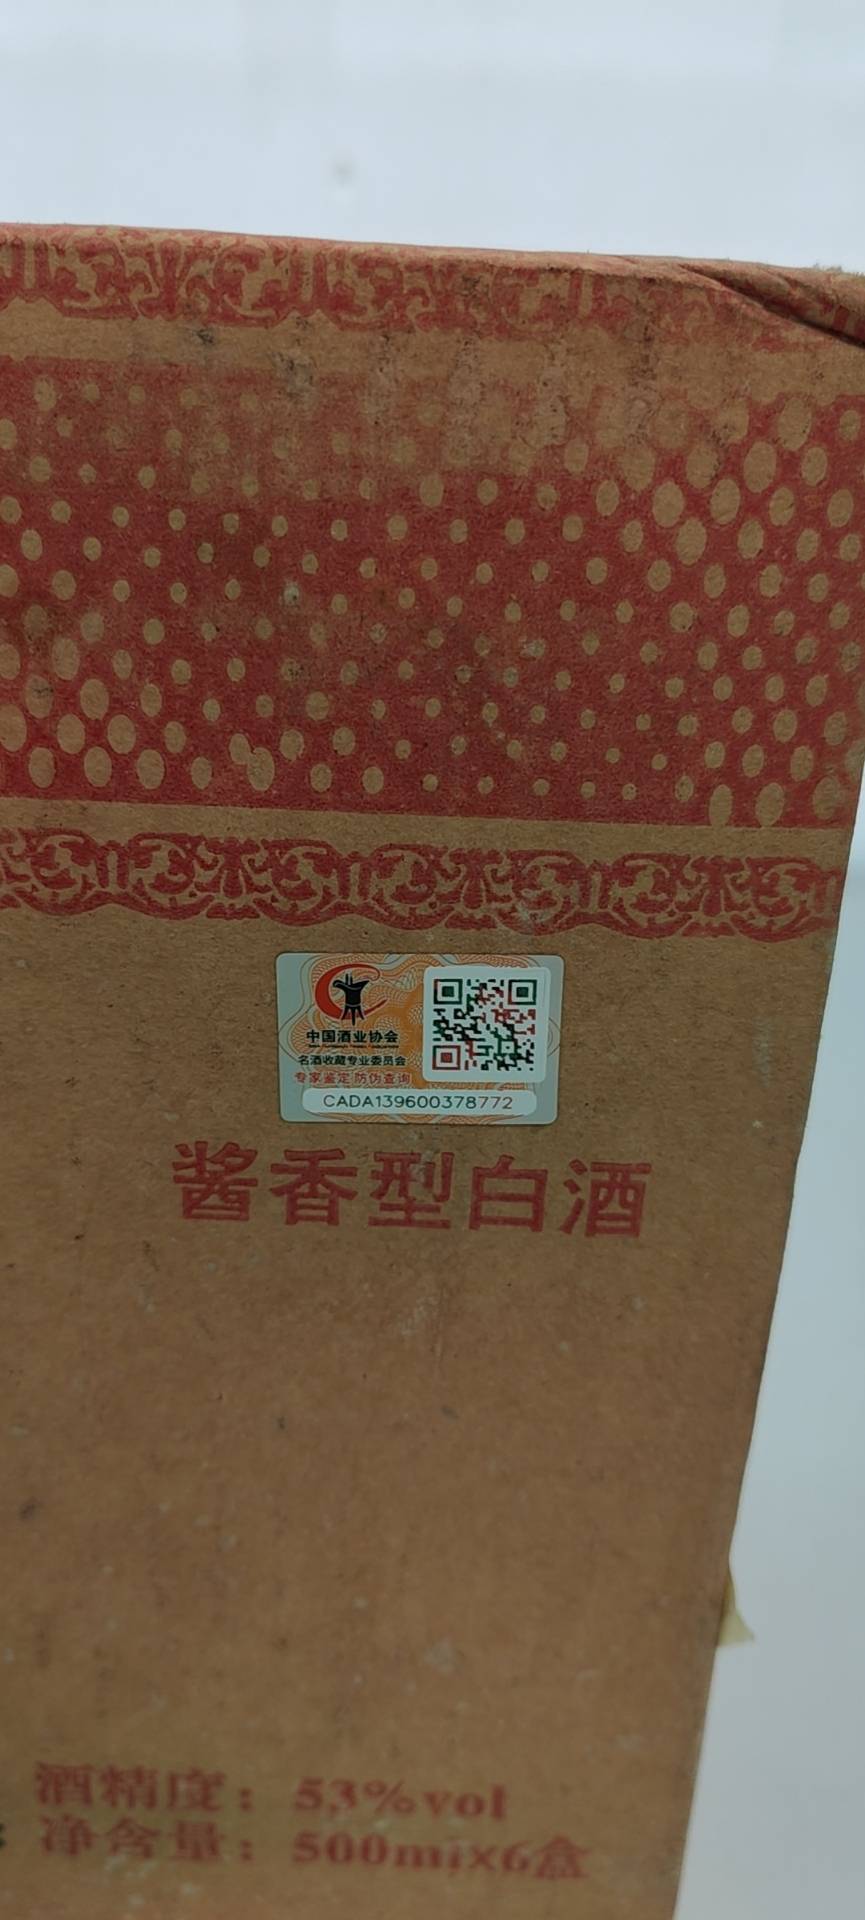 中国酒业协会
名酒收藏专业委员会
专家鉴定 防伪查询
CADA139600378772
酱香型白酒
酒精度：53%vol
净含量：500ml×6盒